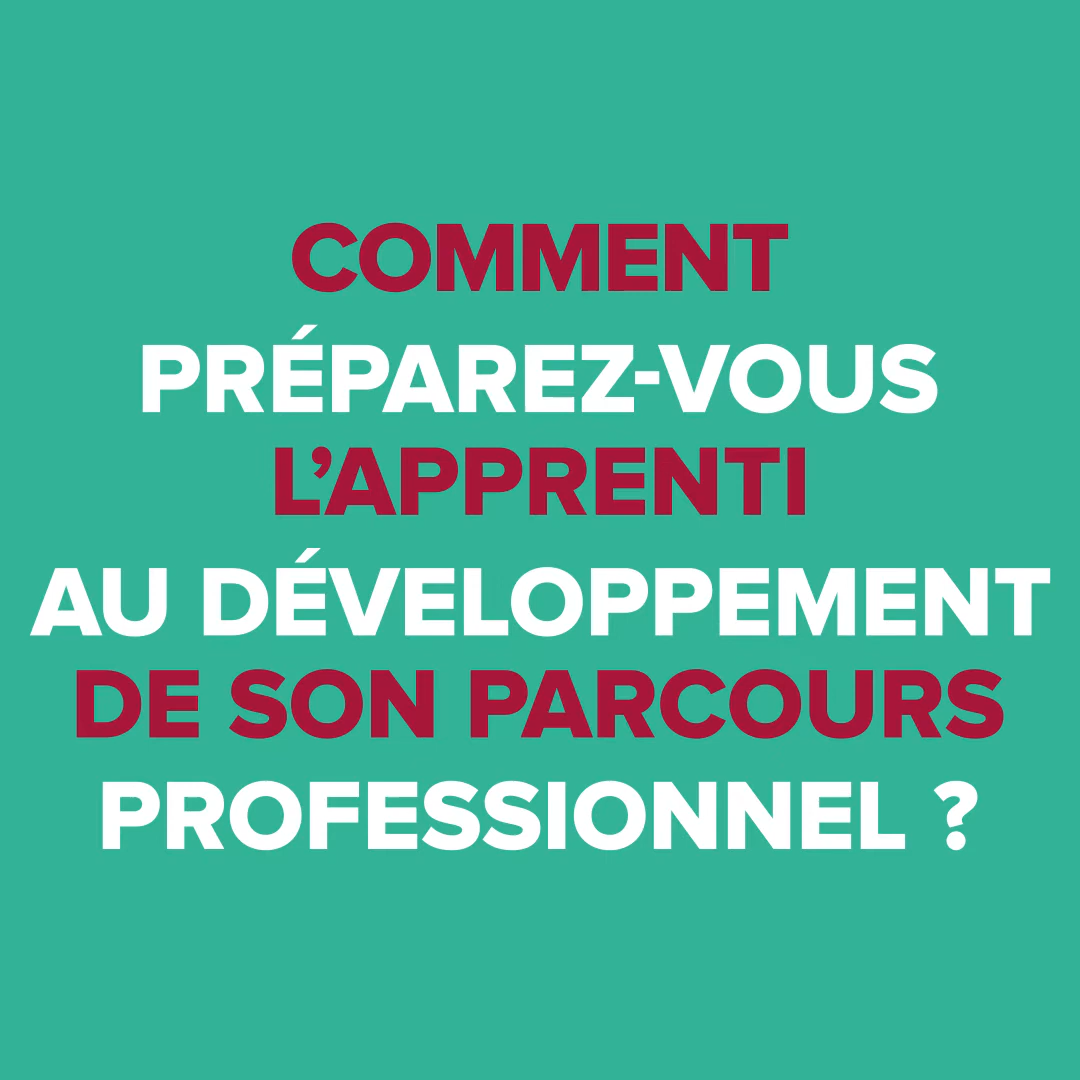 COMMENT
PRÉPAREZ-VOUS
L’APPRENTI
AU DÉVELOPPEMENT
DE SON PARCOURS
PROFESSIONNEL ?